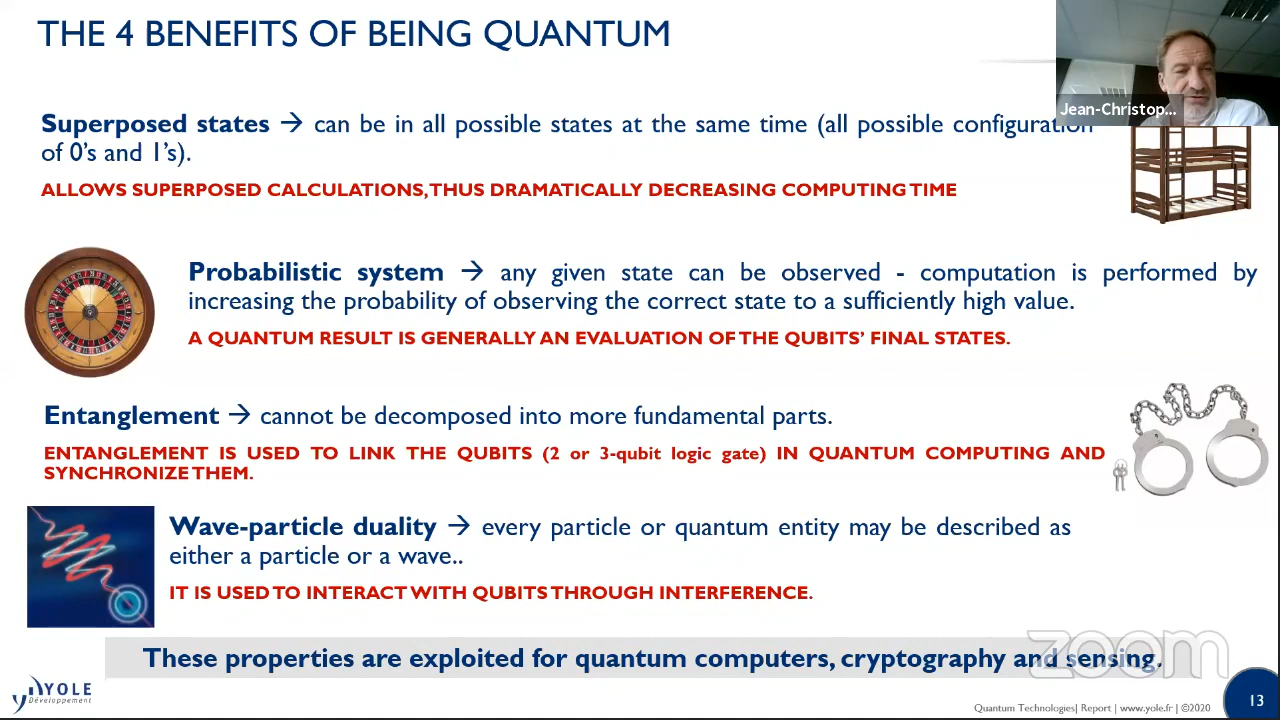 THE 4 BENEFITS OF BEING QUANTUM
Jean-Christop...
Superposed states → can be in all possible states at the same time (all possible configuration
of 0's and 1's).
ALLOWS SUPERPOSED CALCULATIONS, THUS DRAMATICALLY DECREASING COMPUTING TIME
Probabilistic system → any given state can be observed - computation is performed by
increasing the probability of observing the correct state to a sufficiently high value.
A QUANTUM RESULT IS GENERALLY AN EVALUATION OF THE QUBITS' FINAL STATES.
Entanglement → cannot be decomposed into more fundamental parts.
ENTANGLEMENT IS USED TO LINK THE QUBITS (2 or 3-qubit logic gate) IN QUANTUM COMPUTING AND
SYNCHRONIZE THEM.
Wave-particle duality → every particle or quantum entity may be described as
either a particle or a wave..
IT IS USED TO INTERACT WITH QUBITS THROUGH INTERFERENCE.
These properties are exploited for quantum computers, cryptography and sensing.
zoom
YOLE
Développement
Quantum Technologies| Report | www.yole.fr | ©2020
13